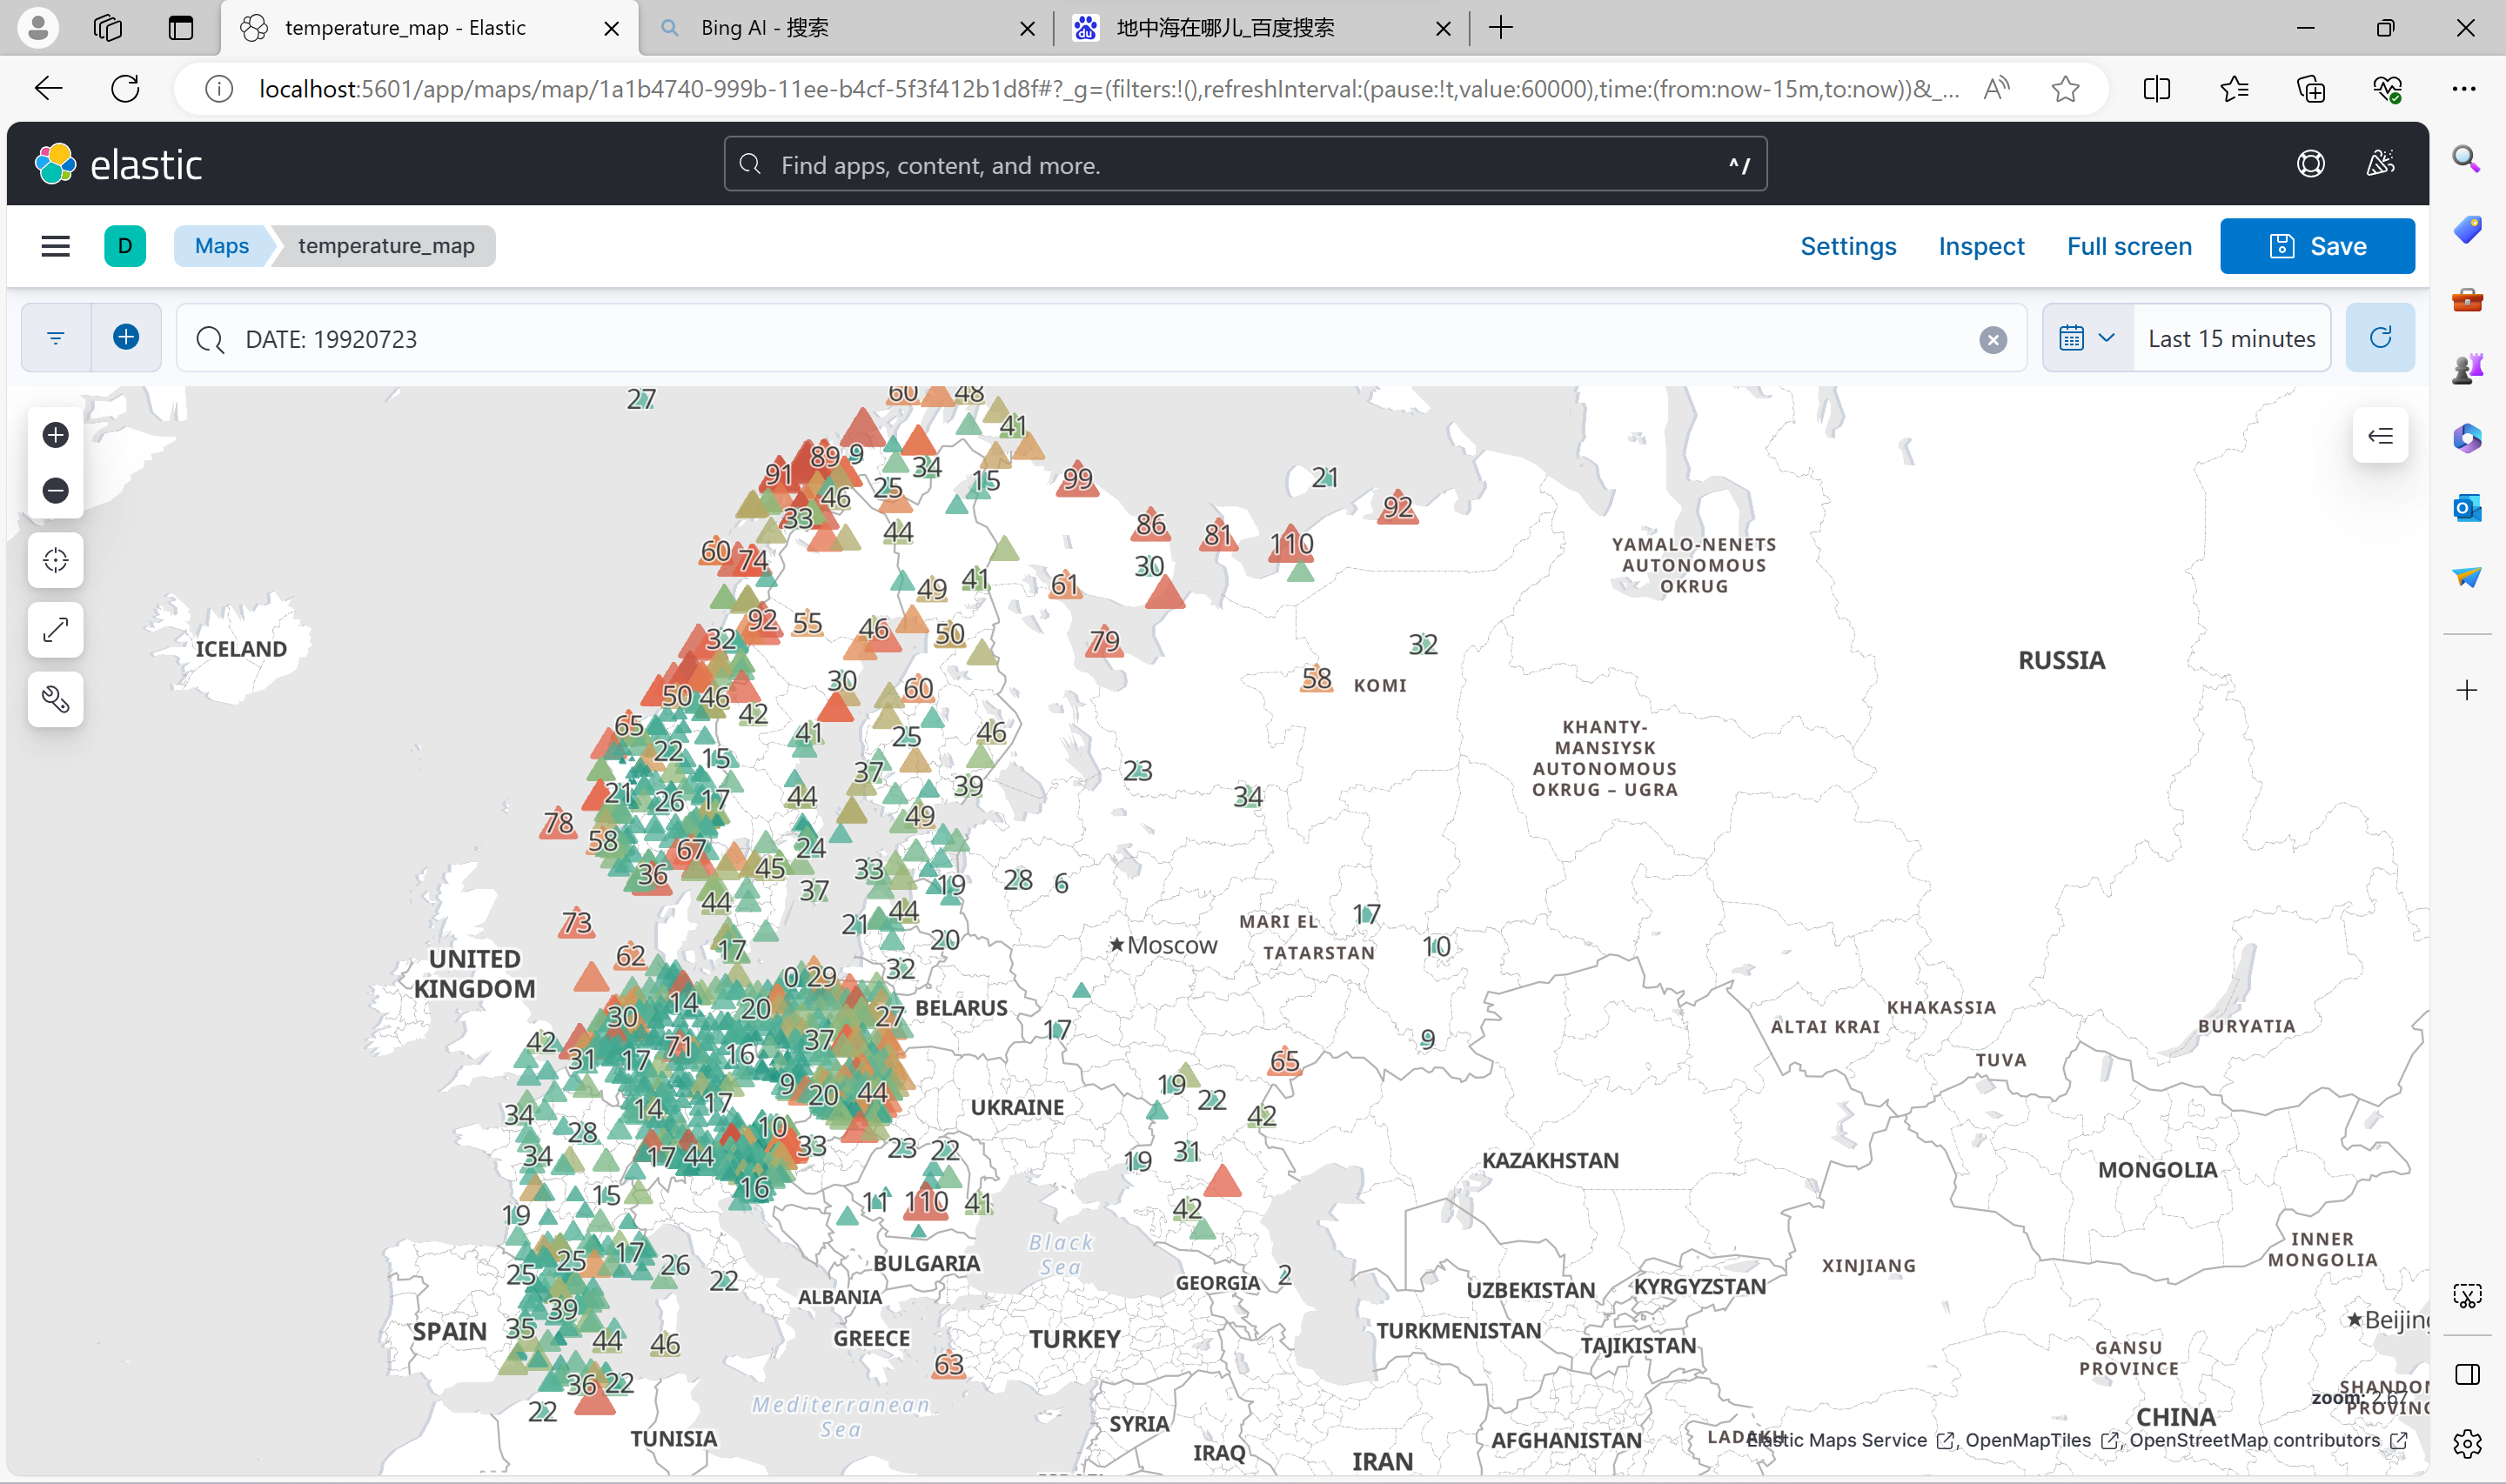 temperature_map - Elastic
Bing AI - 搜索
地中海在哪儿_百度搜索
localhost:5601/app/maps/map/1a1b4740-999b-11ee-b4cf-5f3f412b1d8f#?_g=(filters:!(),refreshInterval:(pause:!t,value:60000),time:(from:now-15m,to:now))&_...
elastic
Find apps, content, and more.
^ /
D
Maps
temperature_map
Settings
Inspect
Full screen
Save
DATE: 19920723
Last 15 minutes
27
60
48
41
89
9
91
34
46
25
15
99
21
92
33
44
86
81
110
60
74
30
YAMALO-NENETS
AUTONOMOUS
OKRUG
49
41
61
92
55
32
46
50
79
32
ICELAND
RUSSIA
30
60
58
KOMI
50
46
42
65
41
25
46
22
15
KHANTY-
MANSIYSK
AUTONOMOUS
OKRUG – UGRA
37
23
21
26
17
44
39
34
78
58
49
67
24
45
33
36
37
19
28
6
44
21
44
73
17
MARI EL
20
Moscow
TATARSTAN
10
62
17
UNITED
KINGDOM
0
29
32
14
20
27
BELARUS
KHAKASSIA
30
17
ALTAI KRAI
BURYATIA
42
31
17
71
16
37
9
65
TUVA
9
20
44
19
22
34
14
17
UKRAINE
42
28
10
33
34
17
44
23
22
19
31
KAZAKHSTAN
MONGOLIA
16
15
11
110
41
42
19
Black
Sea
INNER
MONGOLIA
25
17
26
25
22
BULGARIA
GEORGIA
2
XINJIANG
ALBANIA
UZBEKISTAN
KYRGYZSTAN
39
35
SPAIN
44
46
GREECE
TURKEY
TURKMENISTAN
TAJIKISTAN
Beijing
63
GANSU
PROVINCE
36
22
22
Mediterranean
Sea
zoom: 2.67
SHANDON
PROVINC
TUNISIA
SYRIA
IRAQ
IRAN
AFGHANISTAN
LADAKH
CHINA
Elastic Maps Service , OpenMapTiles , OpenStreetMap contributors